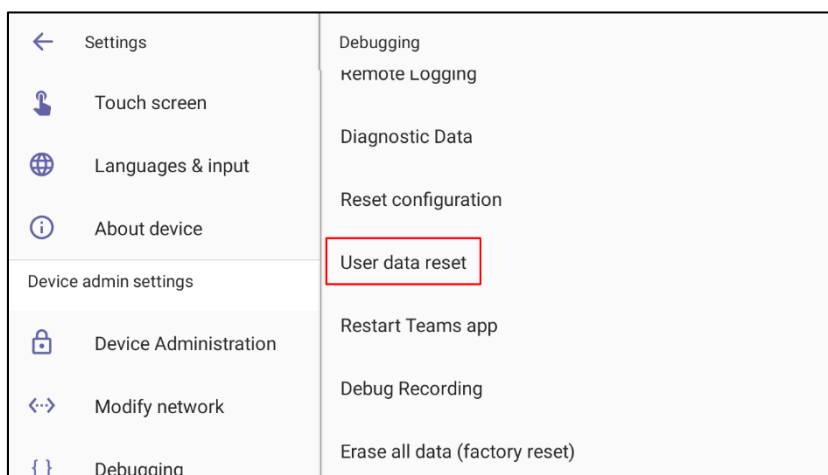 Settings
Touch screen
Languages & input
About device
Device admin settings
Device Administration
Modify network
Debugging
Debugging
Remote Logging
Diagnostic Data
Reset configuration
User data reset
Restart Teams app
Debug Recording
Erase all data (factory reset)